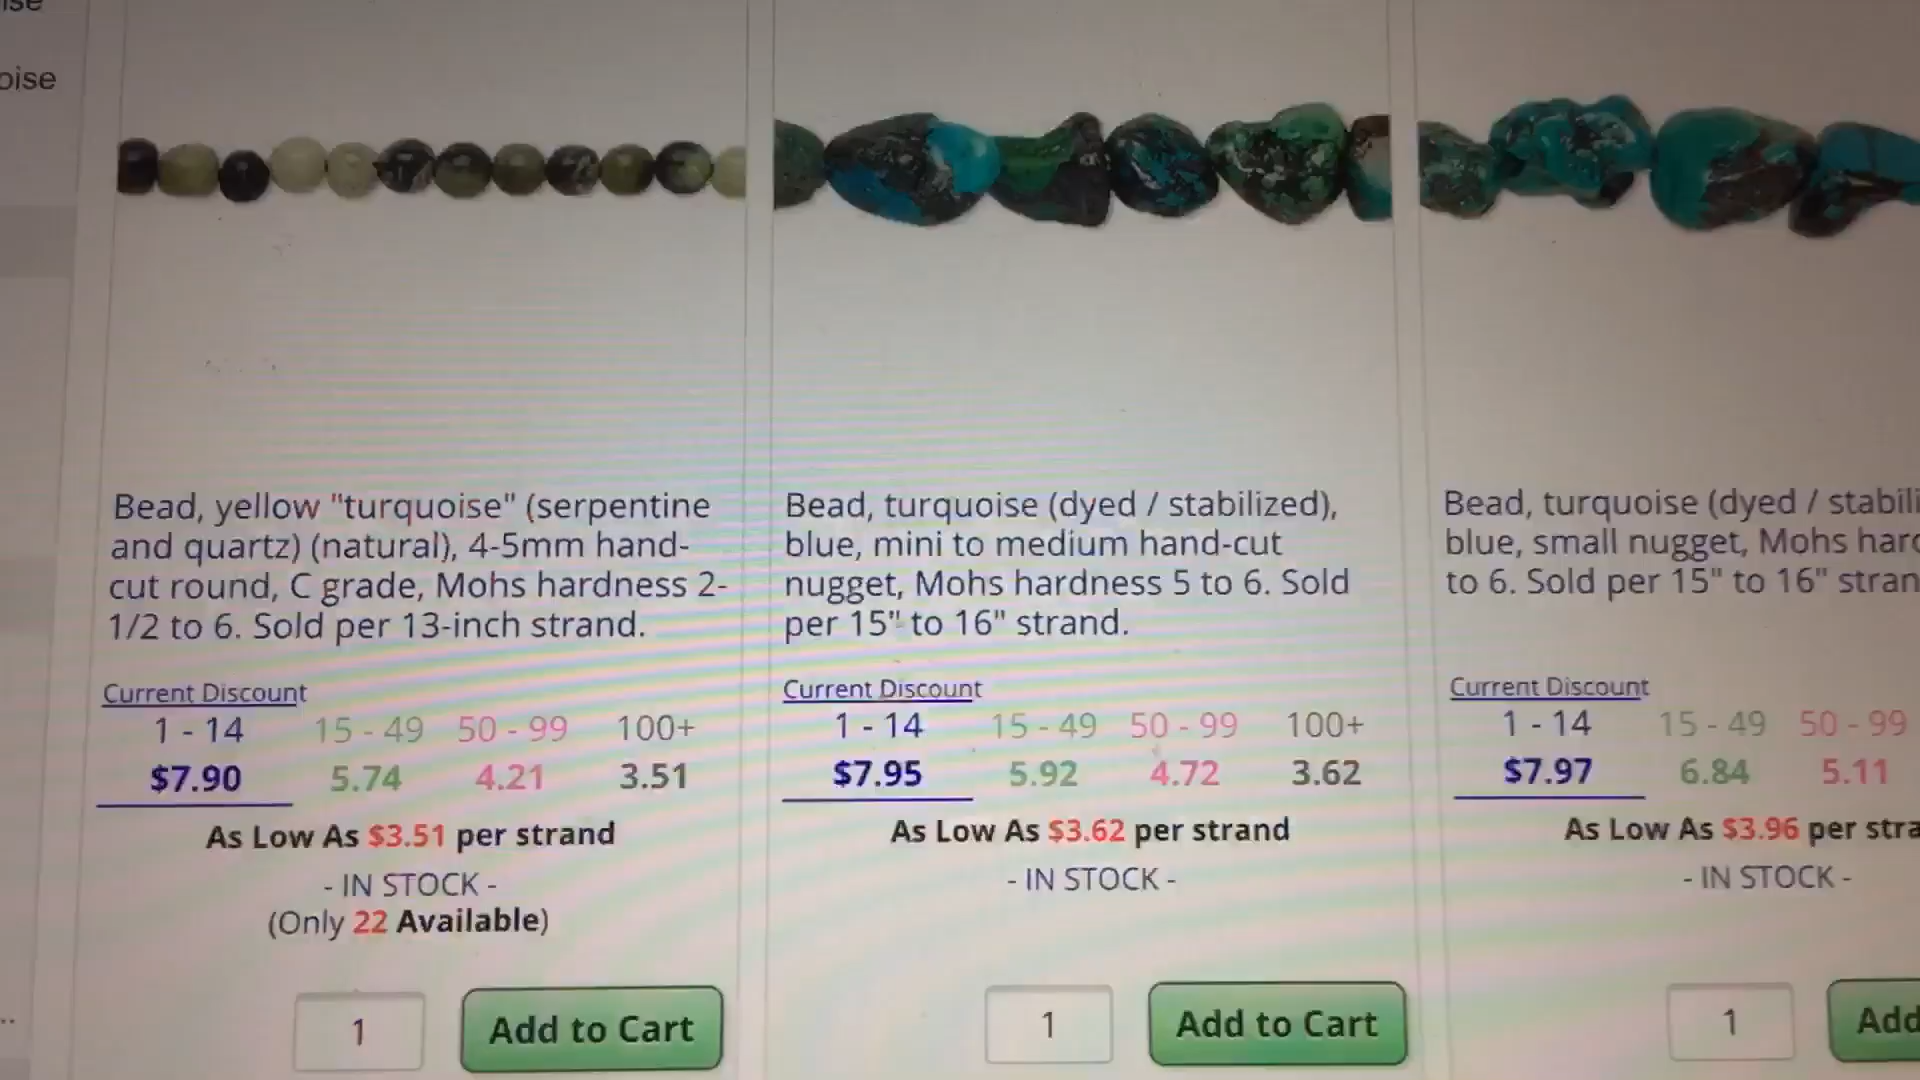 oise
Bead, yellow "turquoise" (serpentine
and quartz) (natural), 4-5mm hand-
cut round, C grade, Mohs hardness 2-
1/2 to 6. Sold per 13-inch strand.
Current Discount
1 - 14 15 - 49 50 - 99 100+
$7.90 5.74 4.21 3.51
As Low As $3.51 per strand
- IN STOCK -
(Only 22 Available)
1 Add to Cart
Bead, turquoise (dyed / stabilized),
blue, mini to medium hand-cut
nugget, Mohs hardness 5 to 6. Sold
per 15" to 16" strand.
Current Discount
1 - 14 15 - 49 50 - 99 100+
$7.95 5.92 4.72 3.62
As Low As $3.62 per strand
- IN STOCK -
1 Add to Cart
Bead, turquoise (dyed / stabili
blue, small nugget, Mohs hard
to 6. Sold per 15" to 16" stran
Current Discount
1 - 14 15 - 49 50 - 99
$7.97 6.84 5.11
As Low As $3.96 per stra
- IN STOCK -
1 Add